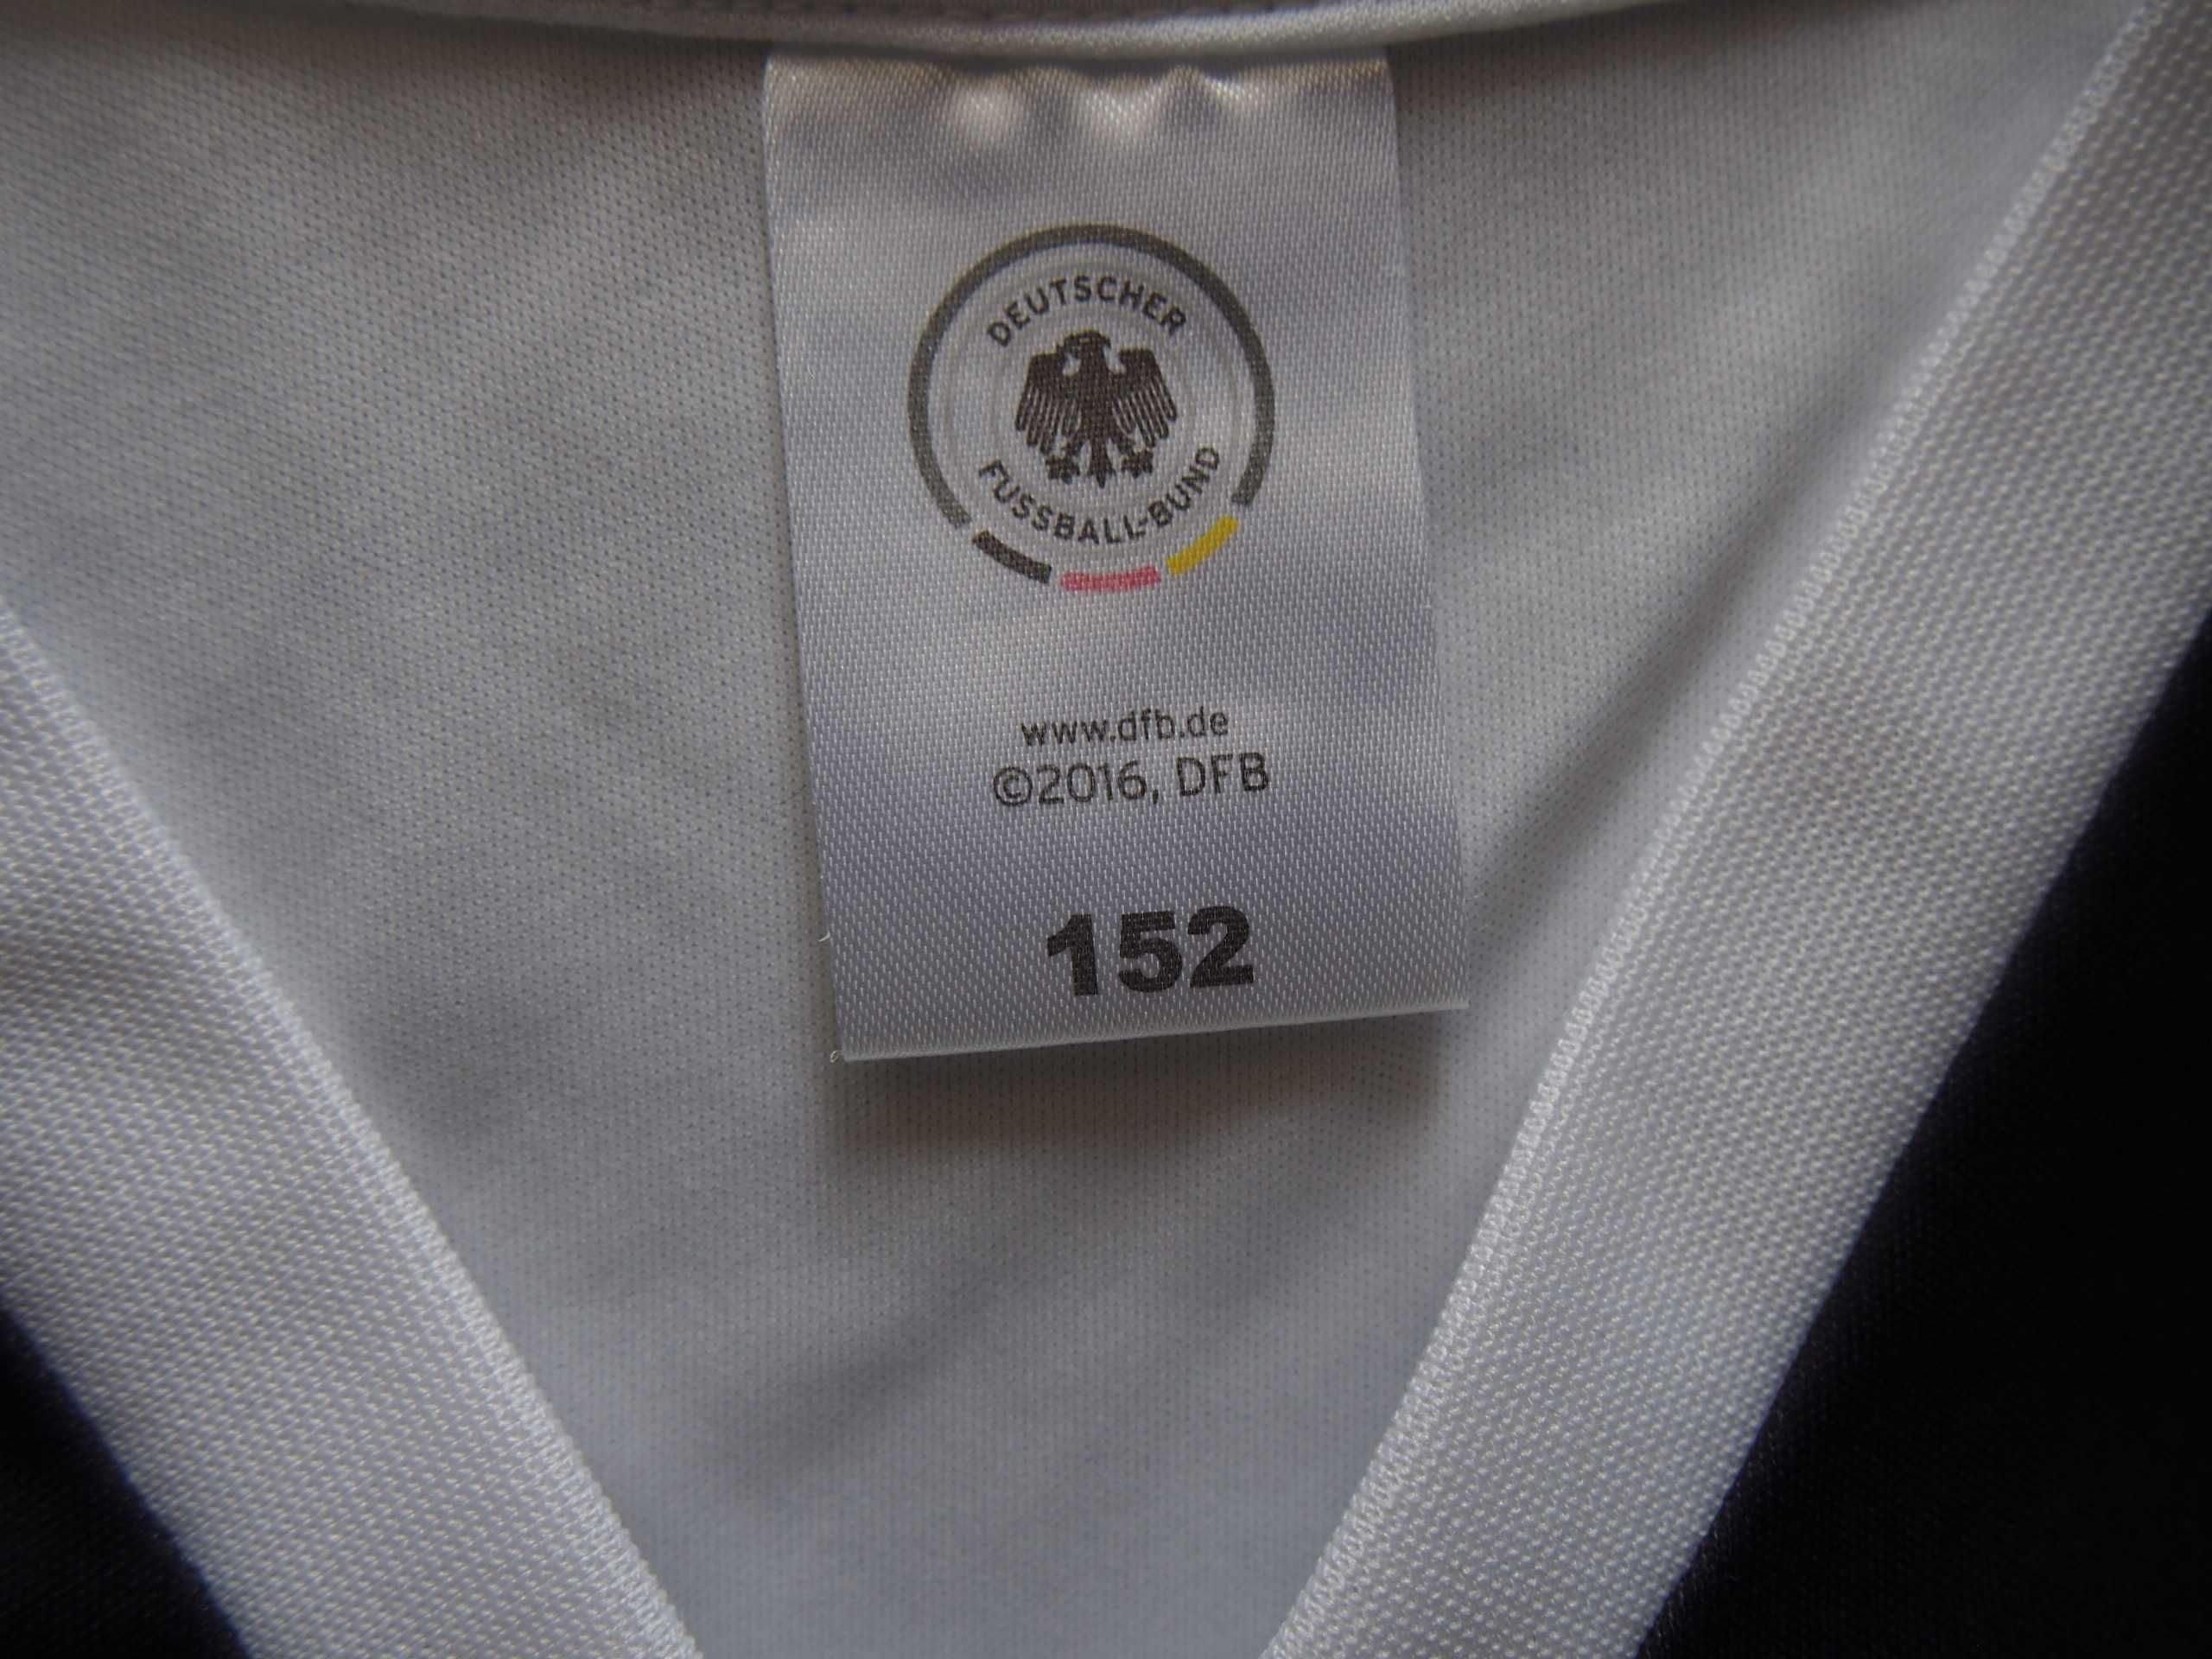 DEUTSCHER
FUSSBALL-BUND
www.dfb.de
©2016, DFB
152